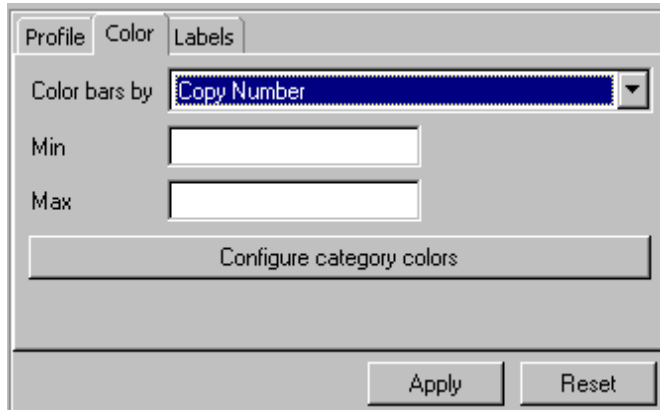 Profile Color Labels
Color bars by Copy Number
Min
Max
Configure category colors
Apply Reset